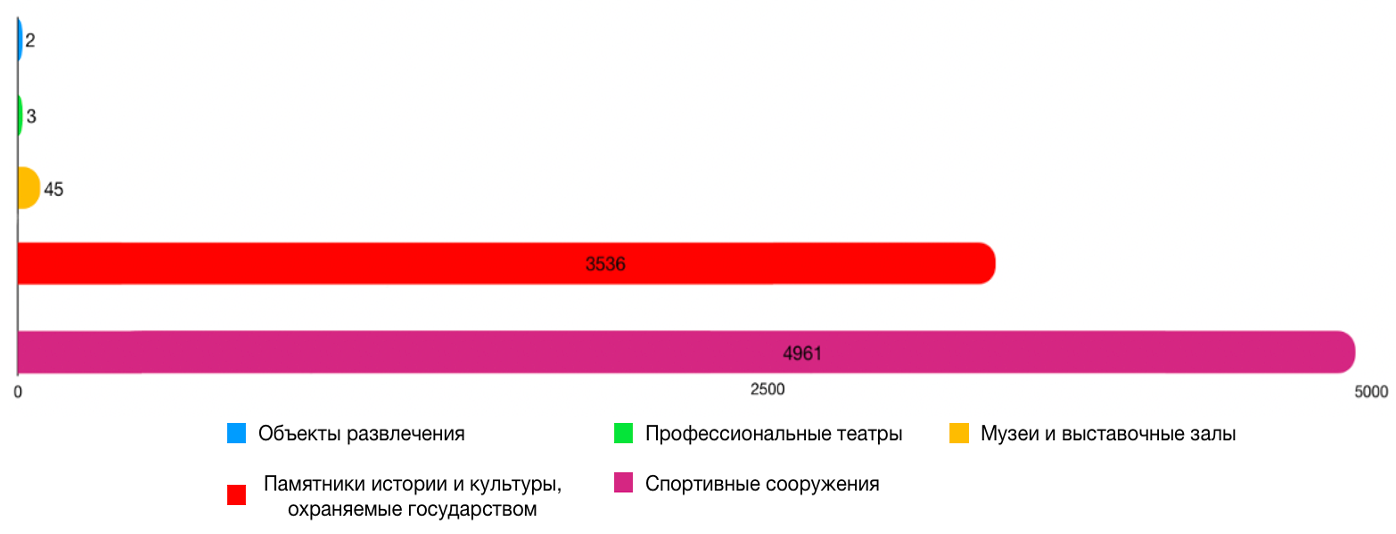 2
3
45
3536
4961
0 2500 5000
Объекты развлечения
Профессиональные театры
Музеи и выставочные залы
Памятники истории и культуры,
охраняемые государством
Спортивные сооружения